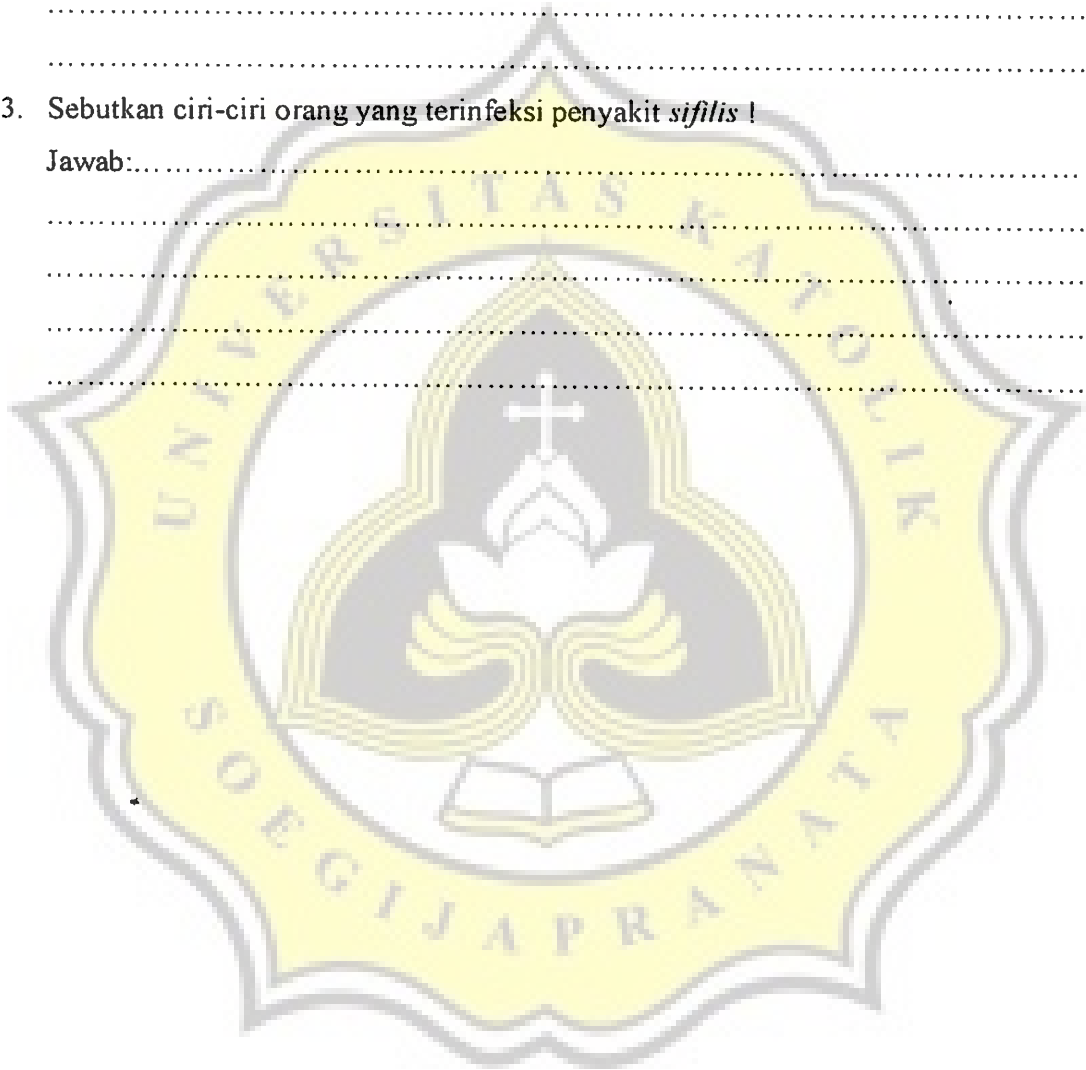 ................................................................................
................................................................................
3. Sebutkan ciri-ciri orang yang terinfeksi penyakit sifilis !
Jawab:................................................................................
................................................................................
................................................................................
................................................................................
................................................................................
UNIVERSITAS KATOLIK
SOEGIJAPRANATA